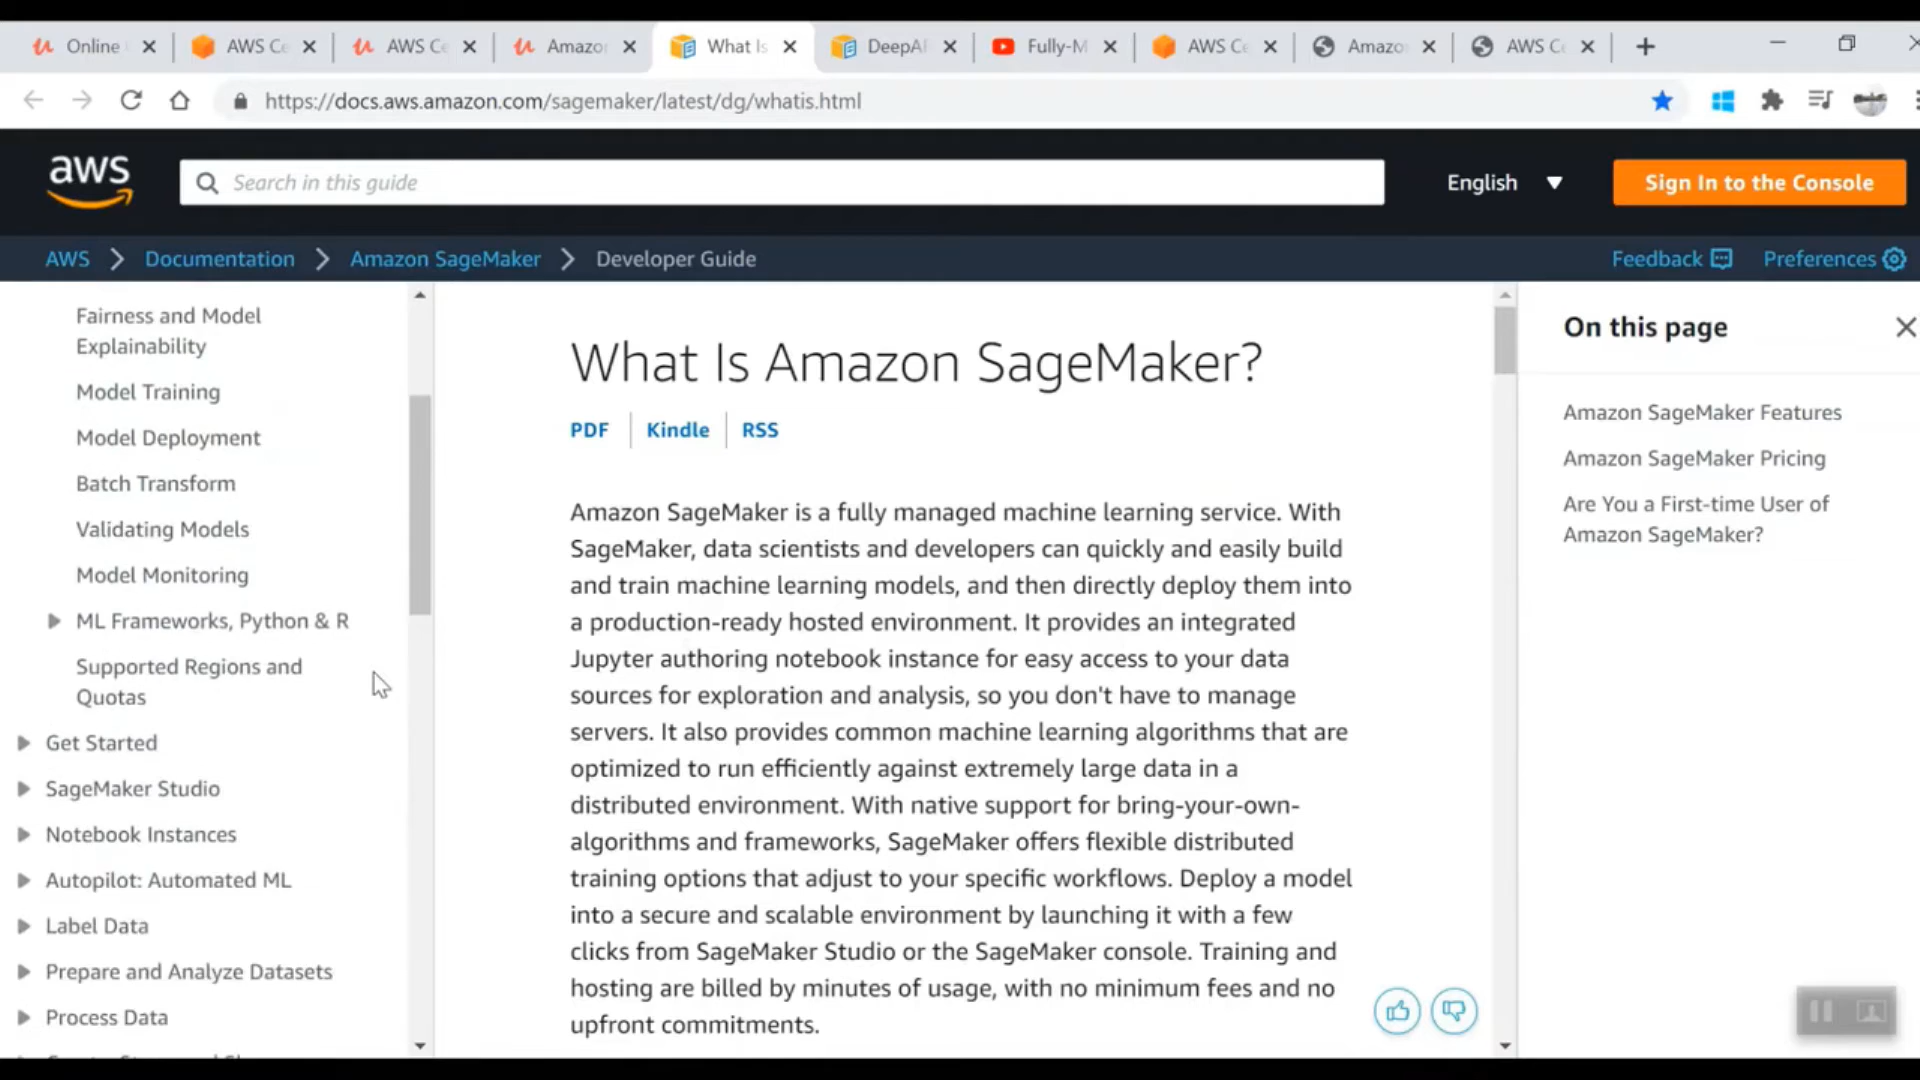 Online
AWS Ce
AWS Ce
Amazon
What Is
DeepAR
Fully-M
AWS Ce
Amazo
AWS Ce
https://docs.aws.amazon.com/sagemaker/latest/dg/whatis.html
aws
Search in this guide
English
Sign In to the Console
AWS
Documentation
Amazon SageMaker
Developer Guide
Feedback
Preferences
Fairness and Model
Explainability
Model Training
Model Deployment
Batch Transform
Validating Models
Model Monitoring
ML Frameworks, Python & R
Supported Regions and
Quotas
Get Started
SageMaker Studio
Notebook Instances
Autopilot: Automated ML
Label Data
Prepare and Analyze Datasets
Process Data
What Is Amazon SageMaker?
PDF
Kindle
RSS
Amazon SageMaker is a fully managed machine learning service. With
SageMaker, data scientists and developers can quickly and easily build
and train machine learning models, and then directly deploy them into
a production-ready hosted environment. It provides an integrated
Jupyter authoring notebook instance for easy access to your data
sources for exploration and analysis, so you don't have to manage
servers. It also provides common machine learning algorithms that are
optimized to run efficiently against extremely large data in a
distributed environment. With native support for bring-your-own-
algorithms and frameworks, SageMaker offers flexible distributed
training options that adjust to your specific workflows. Deploy a model
into a secure and scalable environment by launching it with a few
clicks from SageMaker Studio or the SageMaker console. Training and
hosting are billed by minutes of usage, with no minimum fees and no
upfront commitments.
On this page
Amazon SageMaker Features
Amazon SageMaker Pricing
Are You a First-time User of
Amazon SageMaker?